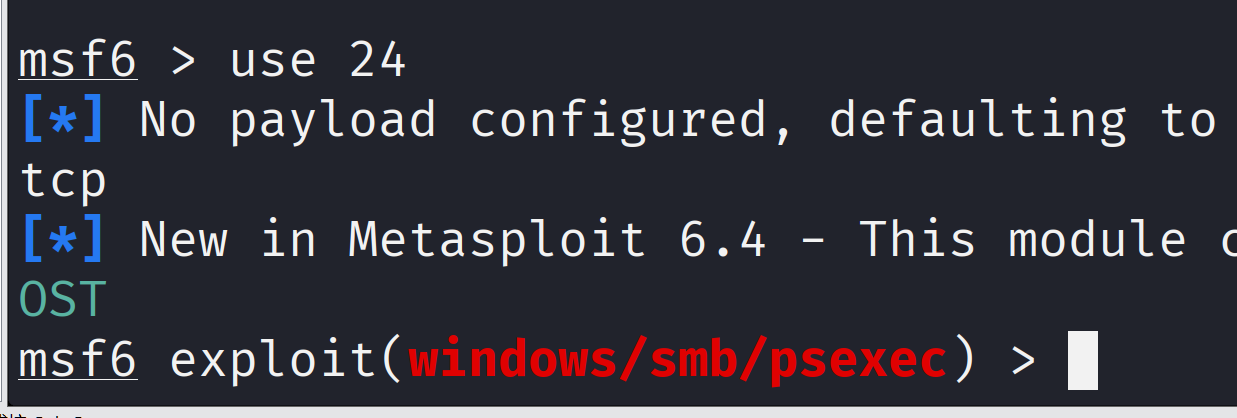 msf6 > use 24
[*] No payload configured, defaulting to
tcp
[*] New in Metasploit 6.4 - This module
OST
msf6 exploit(windows/smb/psexec) >